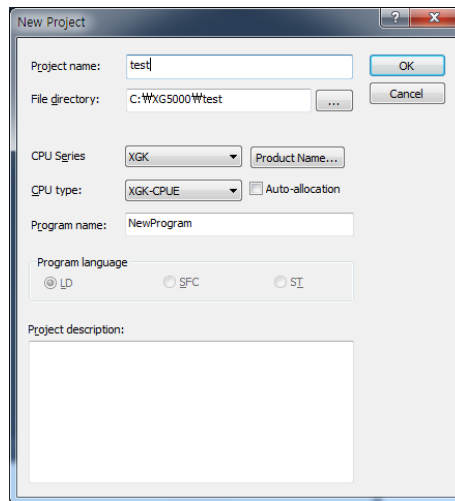 New Project
Project name: test OK
File directory: C:₩XG5000₩test ... Cancel
CPU Series XGK Product Name...
CPU type: XGK-CPUE Auto-allocation
Program name: NewProgram
Program language
LD SFC ST
Project description: